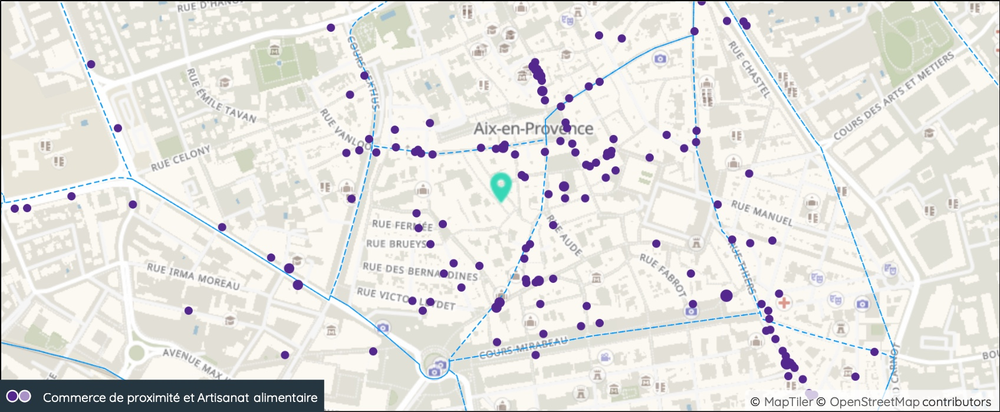 RUE D'HAN
COURS SEXTIUS
RUE CHASTEL
RUE ÉMILE TAVAN
COURS DES ARTS ET METIERS
RUE VANLOO
Aix-en-Provence
RUE CELONY
RUE MANUEL
RUE FERMÉE
RUE AUDE
RUE BRUEYS
RUE THIERS
RUE FABROT
RUE IRMA MOREAU
RUE DES BERNARDINES
RUE VICTOR LEYDET
COURS MIRABEAU
AVENUE MAX
BOU
D CARNOT
Commerce de proximité et Artisanat alimentaire
© MapTiler © OpenStreetMap contributors